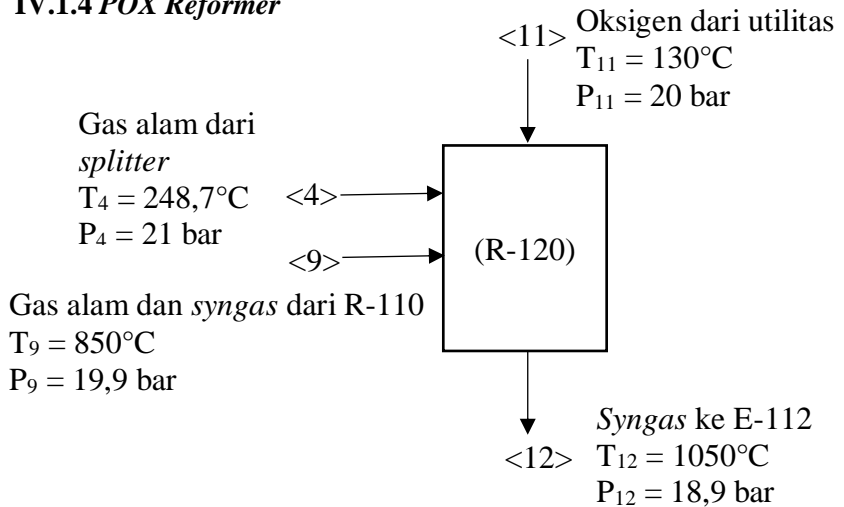 IV.1.4 POX Reformer
<11>
Oksigen dari utilitas
T₁₁ = 130°C
P₁₁ = 20 bar
Gas alam dari
splitter
T₄ = 248,7°C
P₄ = 21 bar
<4>
<9>
(R-120)
Gas alam dan syngas dari R-110
T₉ = 850°C
P₉ = 19,9 bar
<12>
Syngas ke E-112
T₁₂ = 1050°C
P₁₂ = 18,9 bar